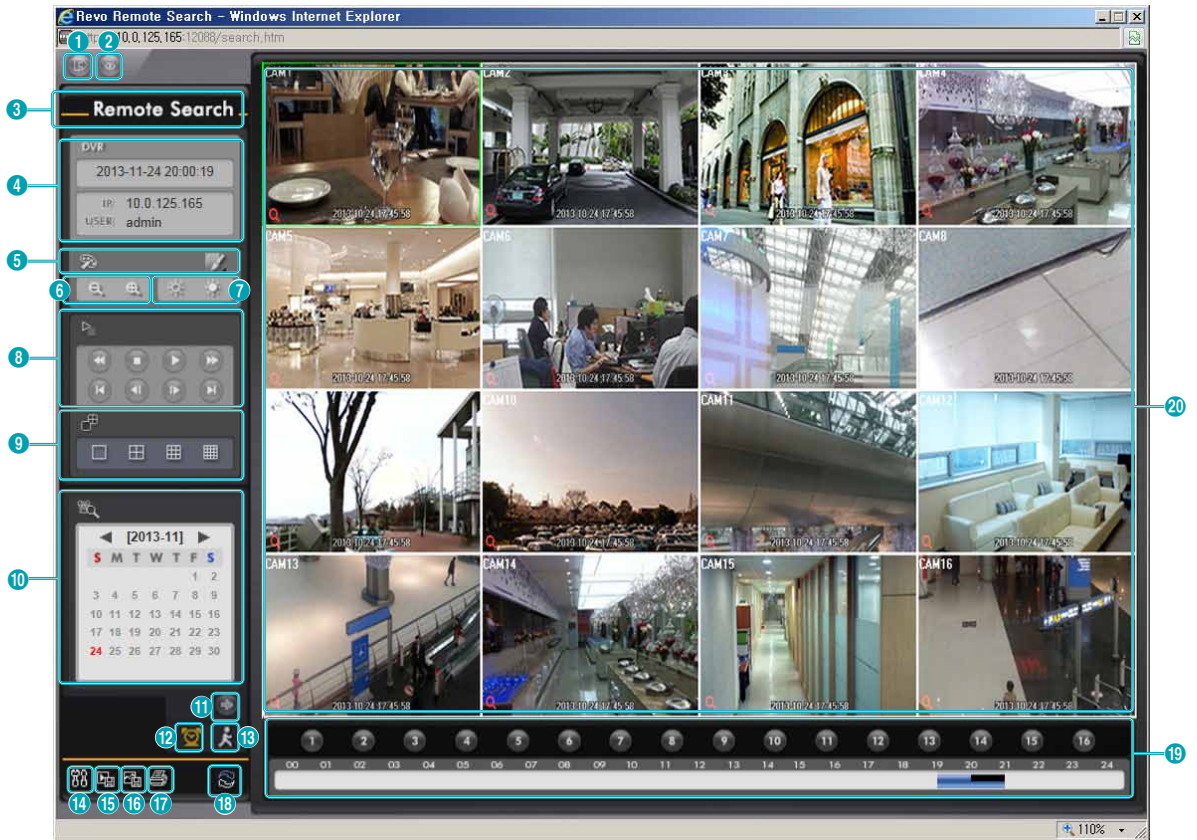 Revo Remote Search - Windows Internet Explorer
10,0,125,165:12088/search,htm
1 2
3 Remote Search
4 DVR
2013-11-24 20:00:19
IP: 10.0.125.165
USER: admin
5
6 7
8
9
10
[2013-11]
S M T W T F S
1 2
3 4 5 6 7 8 9
10 11 12 13 14 15 16
17 18 19 20 21 22 23
24 25 26 27 28 29 30
11
12 13
14 15 16 17 18
CAM1 CAM2 CAM3 CAM4
2013-10-24 17:45:58 2013-10-24 17:45:58 2013-10-24 17:45:58 2013-10-24 17:45:58
CAM5 CAM6 CAM7 CAM8
2013-10-24 17:45:58 2013-10-24 17:45:58 2013-10-24 17:45:58 2013-10-24 17:45:58
CAM10 CAM11 CAM12
2013-10-24 17:45:58 2013-10-24 17:45:58 2013-10-24 17:45:58 2013-10-24 17:45:58
CAM13 CAM14 CAM15 CAM16
2013-10-24 17:45:58 2013-10-24 17:45:58 2013-10-24 17:45:58 2013-10-24 17:45:58
20
1 2 3 4 5 6 7 8 9 10 11 12 13 14 15 16
00 01 02 03 04 05 06 07 08 09 10 11 12 13 14 15 16 17 18 19 20 21 22 23 24
19
110%